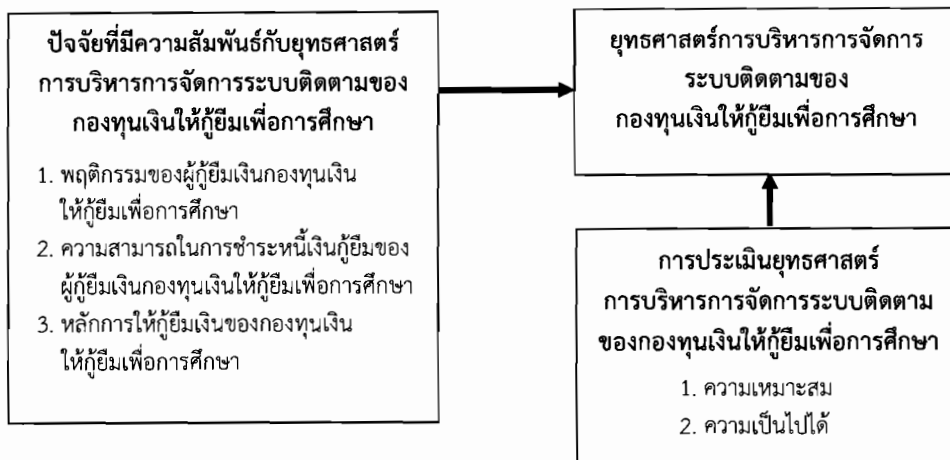 ปัจจัยที่มีความสัมพันธ์กับยุทธศาสตร์
การบริหารการจัดการระบบติดตามของ
กองทุนเงินให้กู้ยืมเพื่อการศึกษา
1. พฤติกรรมของผู้กู้ยืมเงินกองทุนเงิน
ให้กู้ยืมเพื่อการศึกษา
2. ความสามารถในการชำระหนี้เงินกู้ยืมของ
ผู้กู้ยืมเงินกองทุนเงินให้กู้ยืมเพื่อการศึกษา
3. หลักการให้กู้ยืมเงินของกองทุนเงิน
ให้กู้ยืมเพื่อการศึกษา
ยุทธศาสตร์การบริหารการจัดการ
ระบบติดตามของ
กองทุนเงินให้กู้ยืมเพื่อการศึกษา
การประเมินยุทธศาสตร์
การบริหารการจัดการระบบติดตาม
ของกองทุนเงินให้กู้ยืมเพื่อการศึกษา
1. ความเหมาะสม
2. ความเป็นไปได้